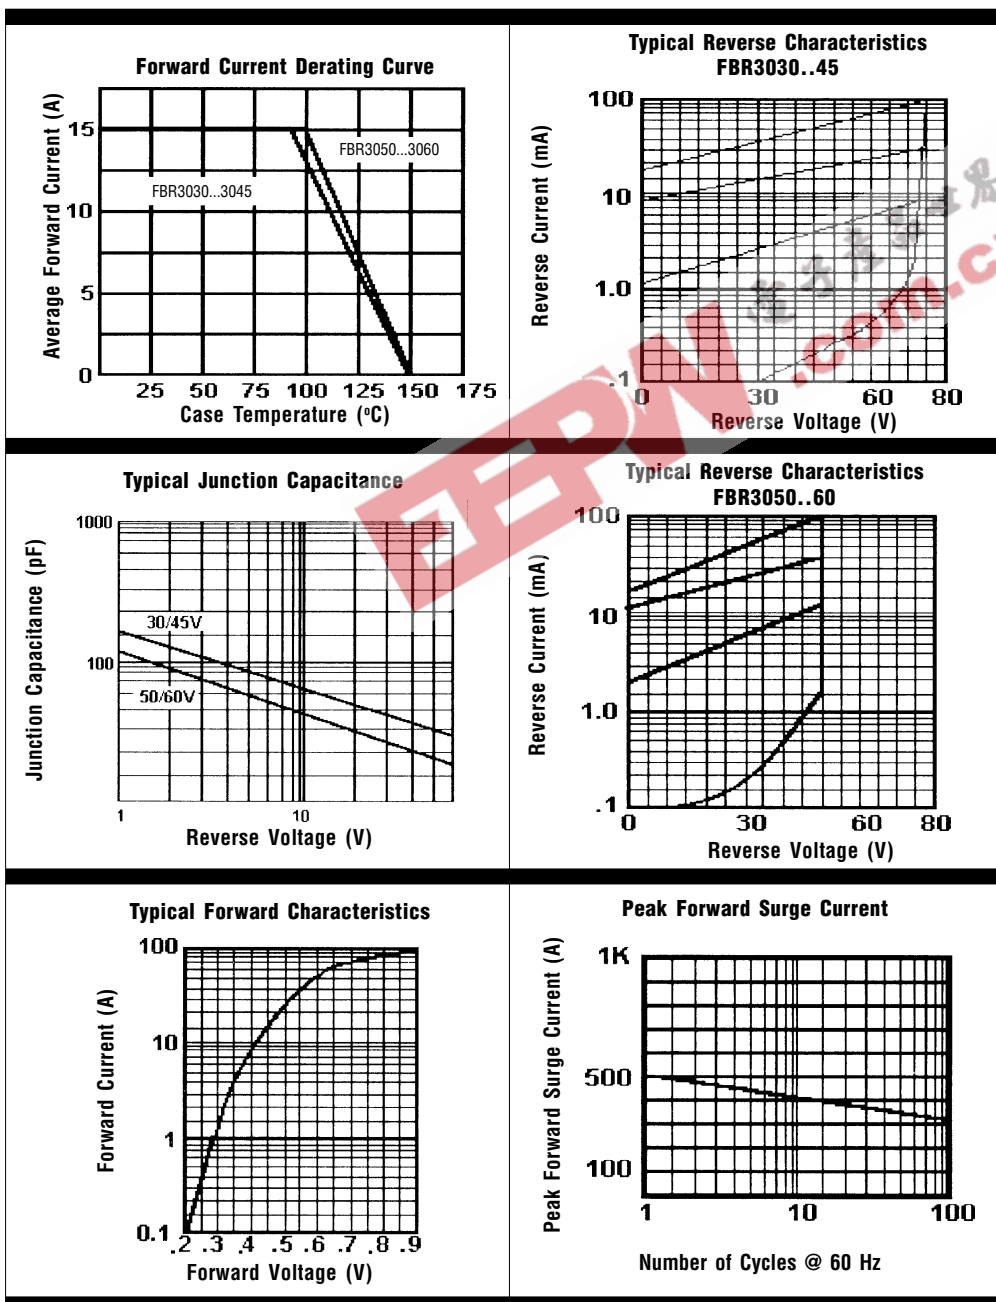 Forward Current Derating Curve
Average Forward Current (A)
15
10
5
0
FBR3050...3060
FBR3030...3045
25 50 75 100 125 150 175
Case Temperature (ºC)
Typical Reverse Characteristics
FBR3030..45
Reverse Current (mA)
100
10
1.0
.1
0 30 60 80
Reverse Voltage (V)
Typical Junction Capacitance
Junction Capacitance (pF)
1000
100
30/45V
50/60V
1 10
Reverse Voltage (V)
Typical Reverse Characteristics
FBR3050..60
Reverse Current (mA)
100
10
1.0
.1
0 30 60 80
Reverse Voltage (V)
Typical Forward Characteristics
Forward Current (A)
100
10
1
0.1
.2 .3 .4 .5 .6 .7 .8 .9
Forward Voltage (V)
Peak Forward Surge Current
Peak Forward Surge Current (A)
1K
500
100
1 10 100
Number of Cycles @ 60 Hz
EEPW
.com.c
電子產品世界